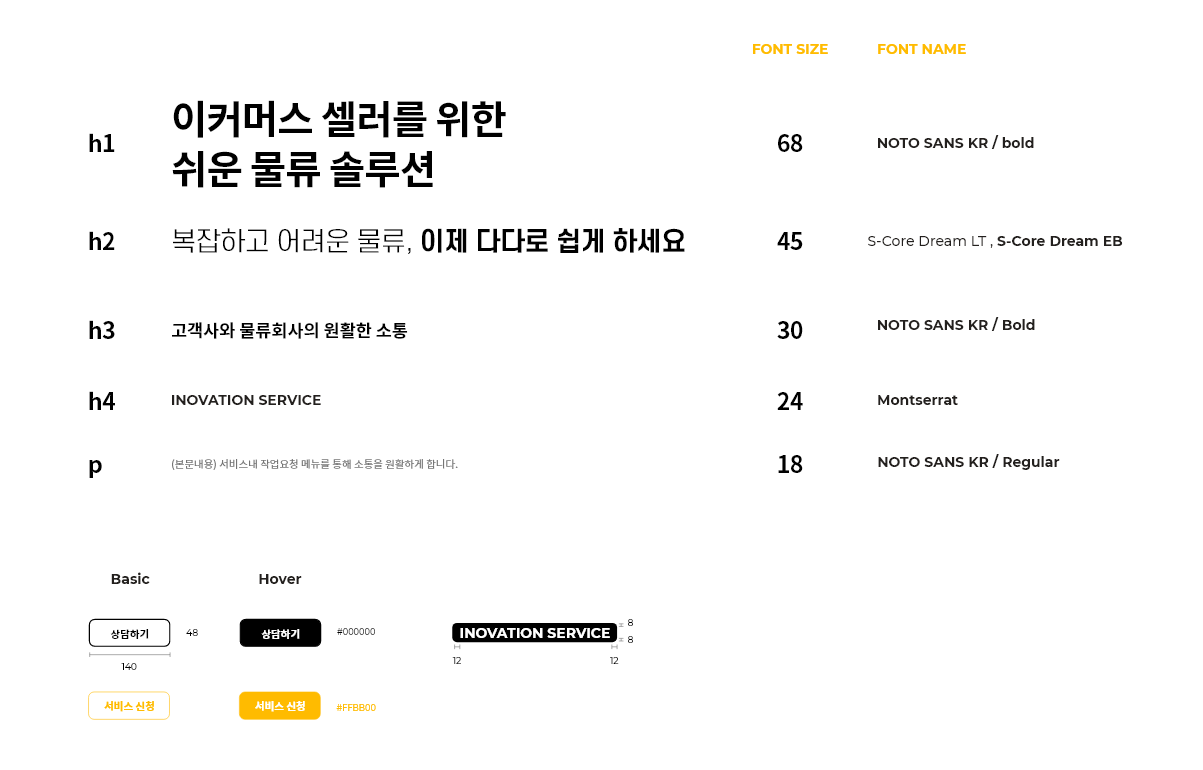 FONT SIZE FONT NAME
h1 이커머스 셀러를 위한
쉬운 물류 솔루션 68 NOTO SANS KR / bold
h2 복잡하고 어려운 물류, 이제 다다로 쉽게 하세요 45 S-Core Dream LT , S-Core Dream EB
h3 고객사와 물류회사의 원활한 소통 30 NOTO SANS KR / Bold
h4 INOVATION SERVICE 24 Montserrat
p (본문내용) 서비스내 작업요청 메뉴를 통해 소통을 원활하게 합니다. 18 NOTO SANS KR / Regular
Basic Hover
상담하기 48 상담하기 #000000 INOVATION SERVICE 8
8
140 12 12
서비스 신청 서비스 신청 #FFBB00